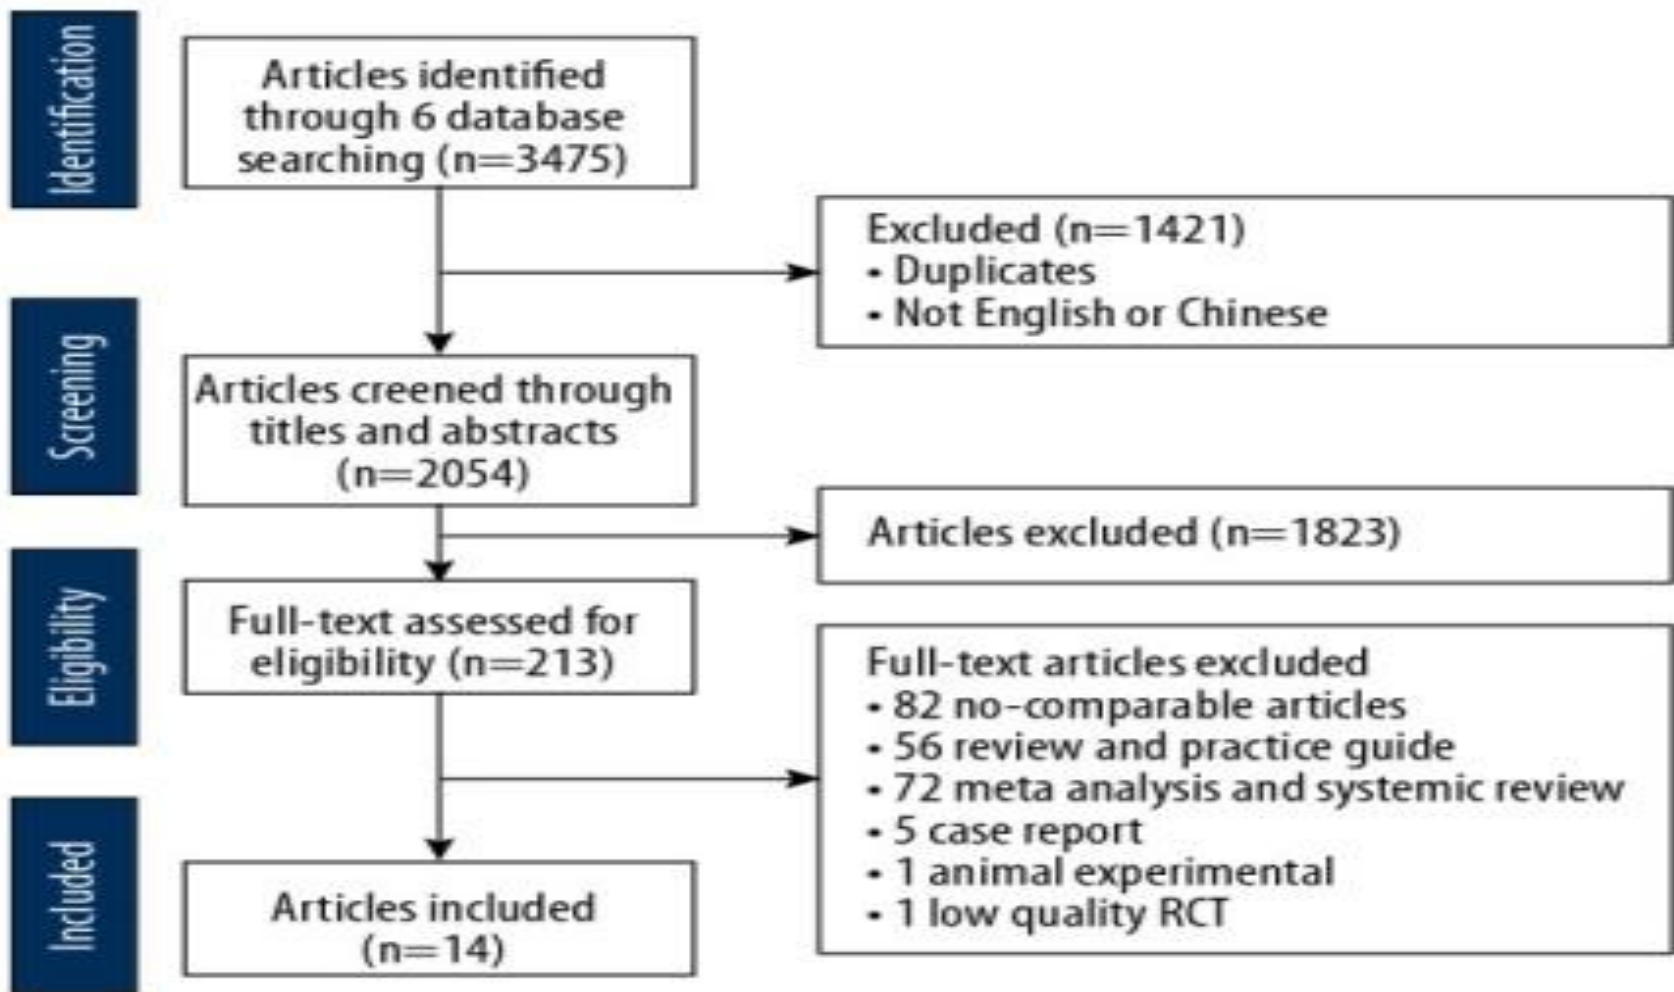 Identification
Articles identified
through 6 database
searching (n=3475)
Excluded (n=1421)
• Duplicates
• Not English or Chinese
Screening
Articles creened through
titles and abstracts
(n=2054)
Articles excluded (n=1823)
Eligibility
Full-text assessed for
eligibility (n=213)
Full-text articles excluded
• 82 no-comparable articles
• 56 review and practice guide
• 72 meta analysis and systemic review
• 5 case report
• 1 animal experimental
• 1 low quality RCT
Included
Articles included
(n=14)